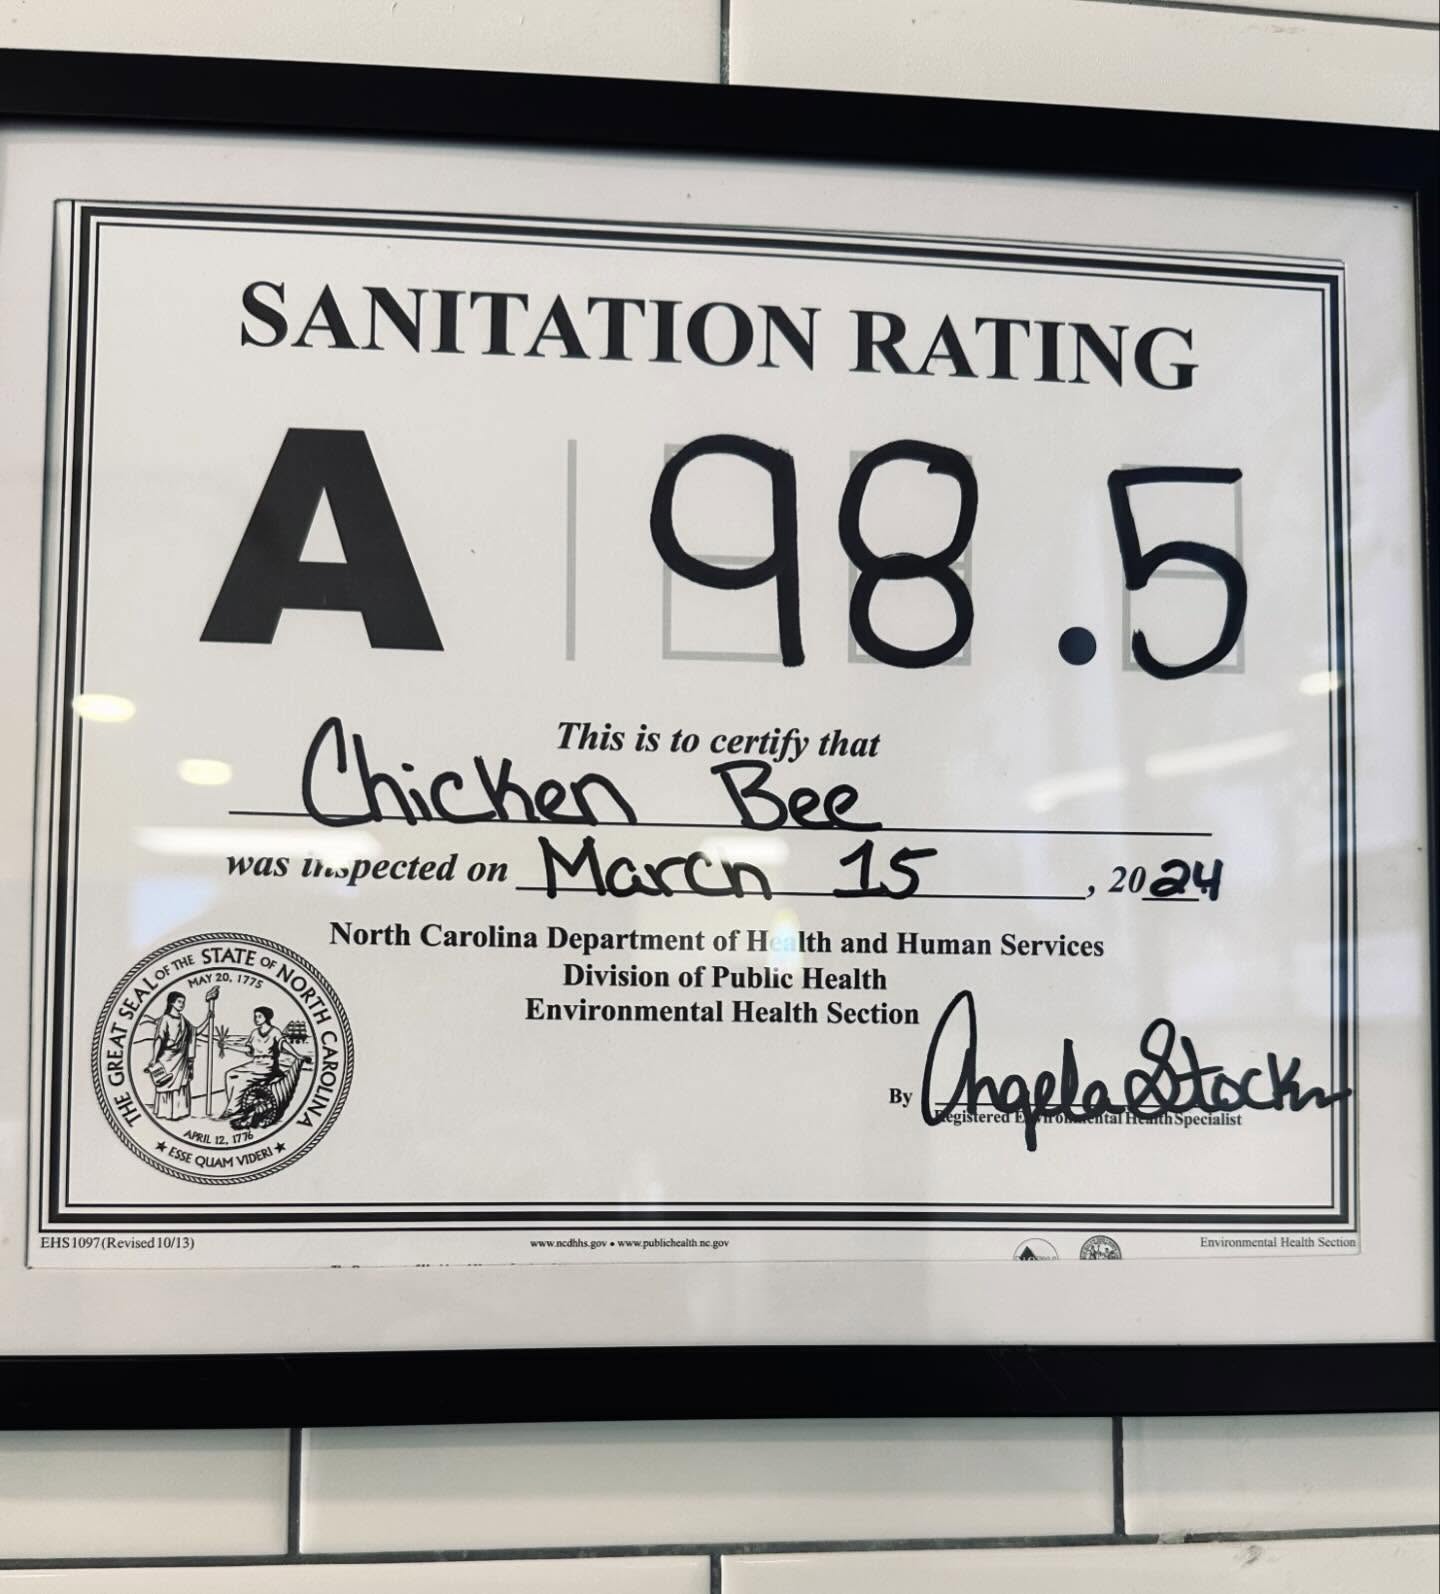 SANITATION RATING
A 98.5
This is to certify that
Chicken Bee
was inspected on March 15, 2024
North Carolina Department of Health and Human Services
Division of Public Health
Environmental Health Section
THE GREAT SEAL OF THE STATE OF NORTH CAROLINA
MAY 20, 1775
APRIL 12, 1776
★ ESSE QUAM VIDERI ★
By Angela Stock
Registered Environmental Health Specialist
EHS1097(Revised10/13) www.ncdhhs.gov • www.publichealth.nc.gov Environmental Health Section